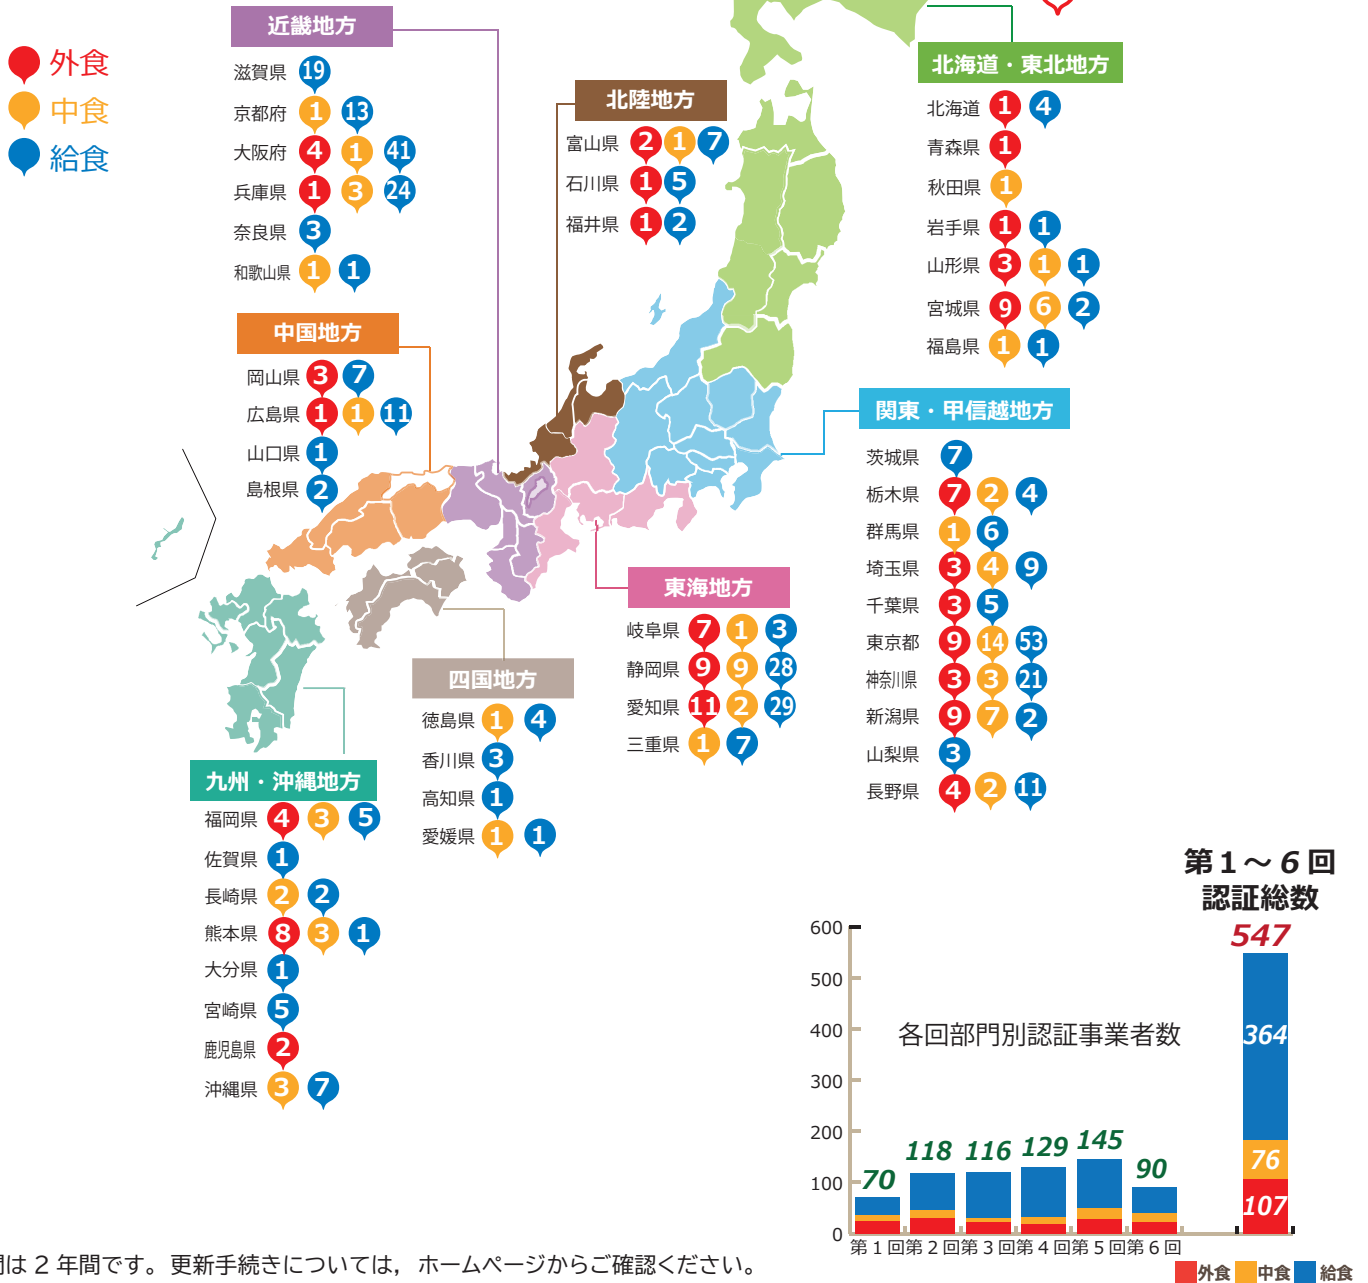 外食
中食
給食
近畿地方
滋賀県 19
京都府 1 13
大阪府 4 1 41
兵庫県 1 3 24
奈良県 3
和歌山県 1 1
北陸地方
富山県 2 1 7
石川県 1 5
福井県 1 2
北海道・東北地方
北海道 1 4
青森県 1
秋田県 1
岩手県 1 1
山形県 3 1 1
宮城県 9 6 2
福島県 1 1
中国地方
岡山県 3 7
広島県 1 1 11
山口県 1
島根県 2
関東・甲信越地方
茨城県 7
栃木県 7 2 4
群馬県 1 6
埼玉県 3 4 9
千葉県 3 5
東京都 9 14 53
神奈川県 3 3 21
新潟県 9 7 2
山梨県 3
長野県 4 2 11
東海地方
岐阜県 7 1 3
静岡県 9 9 28
愛知県 11 2 29
三重県 1 7
四国地方
徳島県 1 4
香川県 3
高知県 1
愛媛県 1 1
九州・沖縄地方
福岡県 4 3 5
佐賀県 1
長崎県 2 2
熊本県 8 3 1
大分県 1
宮崎県 5
鹿児島県 2
沖縄県 3 7
第1～6回
認証総数
547
600
500
400
300
200
100
0
各回部門別認証事業者数
364
76
107
70 118 116 129 145 90
第1回 第2回 第3回 第4回 第5回 第6回
外食 中食 給食
間は2年間です。更新手続きについては，ホームページからご確認ください。